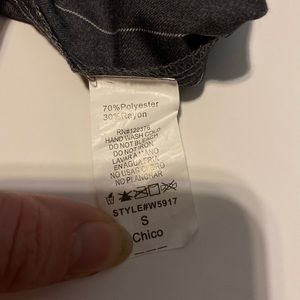 70%Polyester
30%Rayon
RN#122376
HAND WASH COLD
DO NOT BLEACH
DO NOT IRON
LAVAR A MANO
EN AGUA FRIA
NO USAR CLORO
NO PLANCHAR
STYLE#W5917
S
Chico